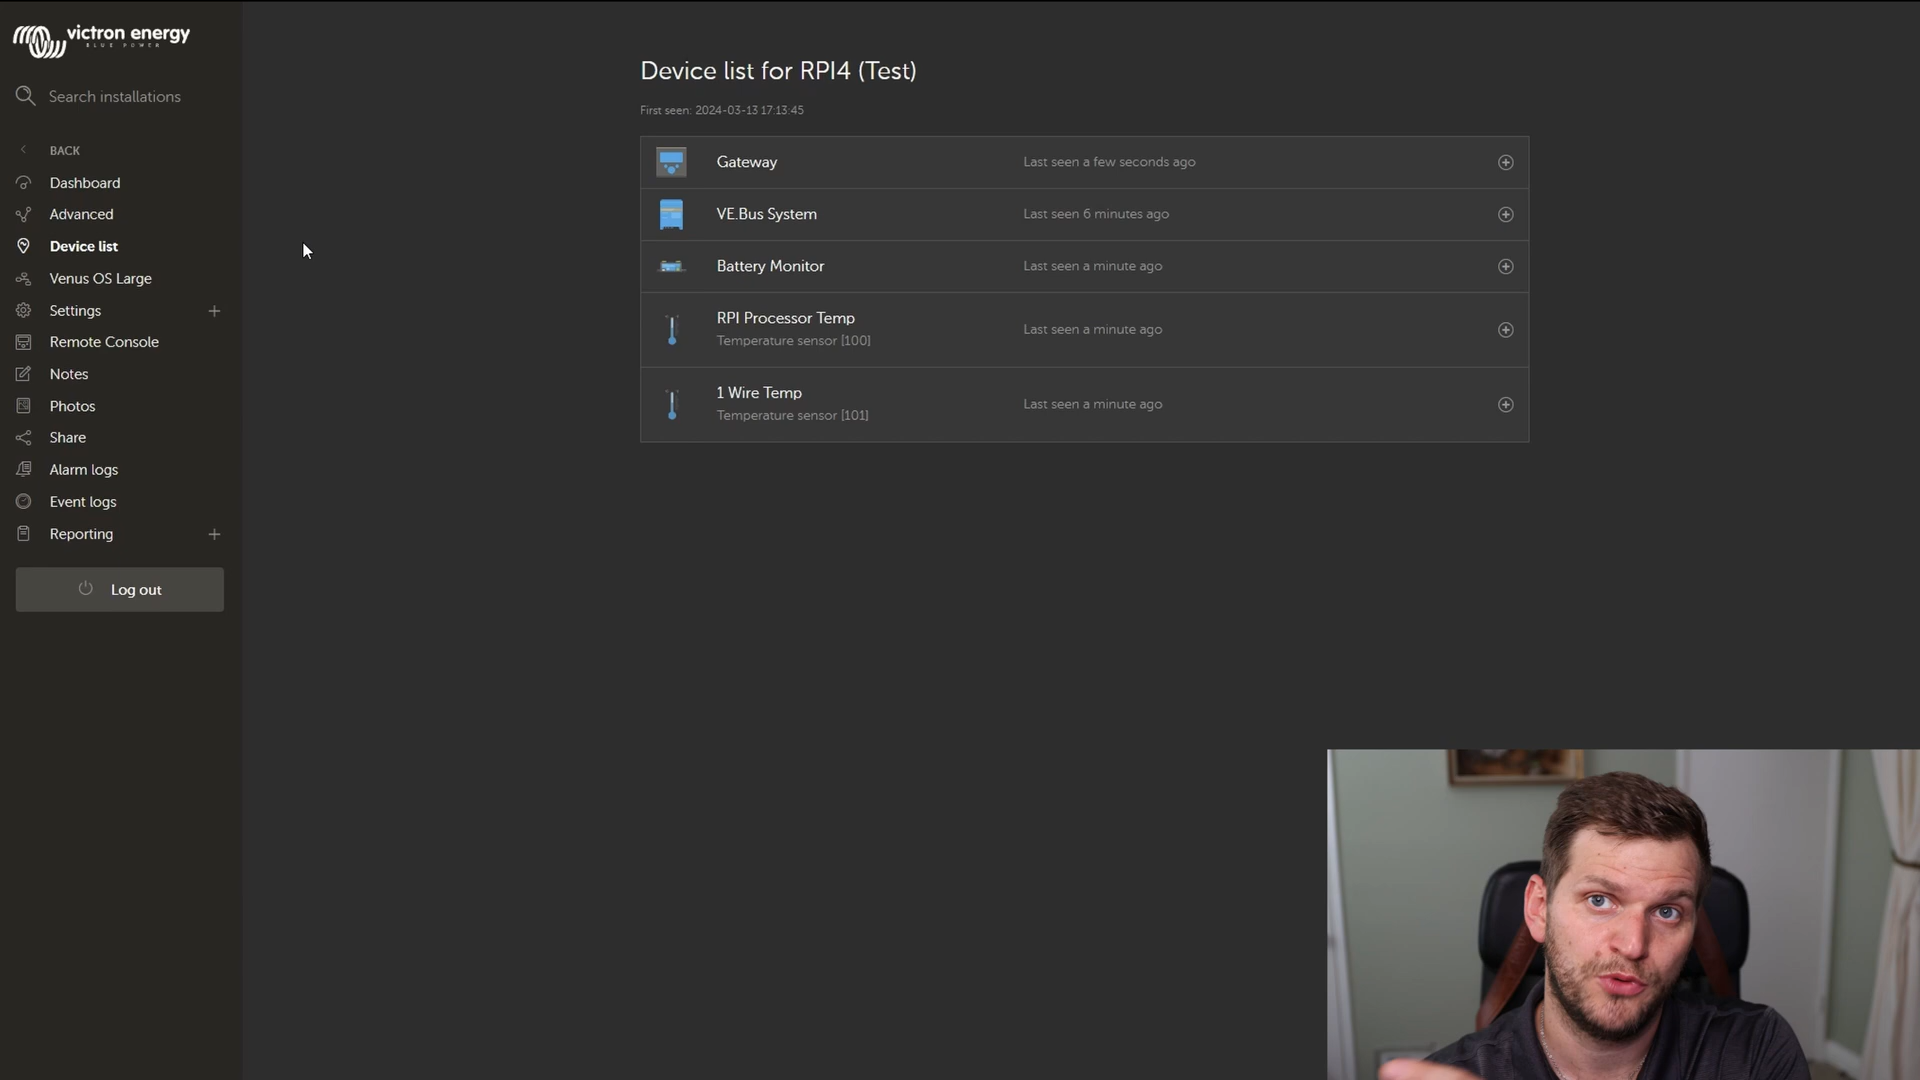 victron energy
BLUE POWER
Search installations
BACK
Dashboard
Advanced
Device list
Venus OS Large
Settings
Remote Console
Notes
Photos
Share
Alarm logs
Event logs
Reporting
Log out
Device list for RPI4 (Test)
First seen: 2024-03-13 17:13:45
Gateway Last seen a few seconds ago
VE.Bus System Last seen 6 minutes ago
Battery Monitor Last seen a minute ago
RPI Processor Temp
Temperature sensor [100] Last seen a minute ago
1 Wire Temp
Temperature sensor [101] Last seen a minute ago